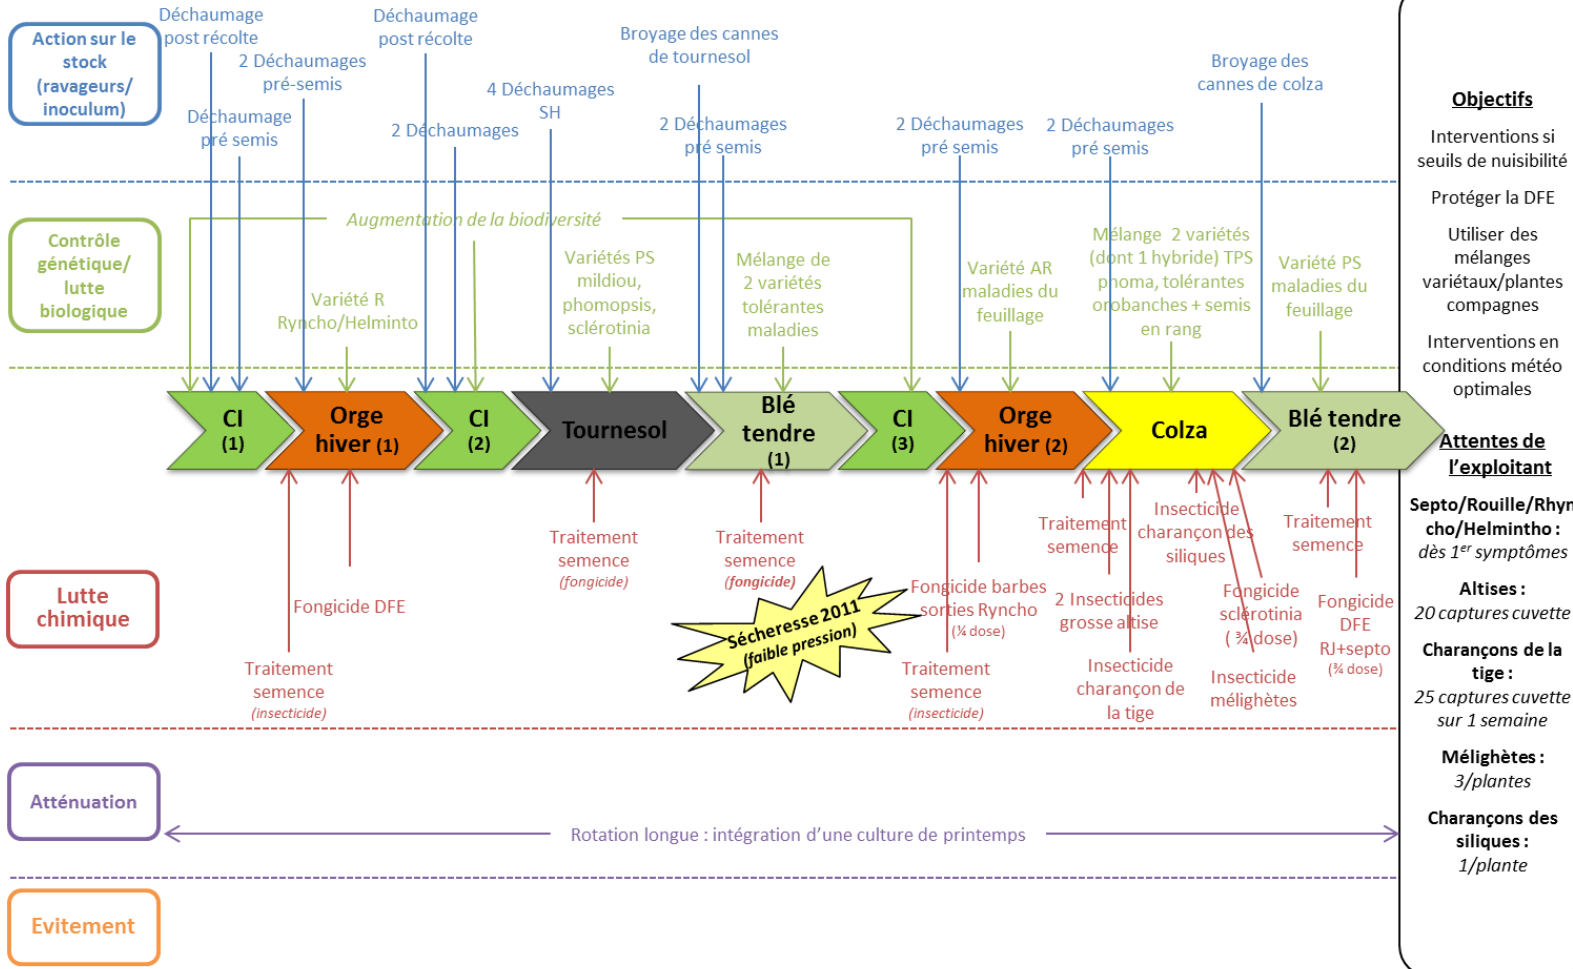 Action sur le
stock
(ravageurs/
inoculum)
Déchaumage
post récolte
Déchaumage
pré semis
2 Déchaumages
pré-semis
Déchaumage
post récolte
2 Déchaumages
4 Déchaumages
SH
Broyage des cannes
de tournesol
2 Déchaumages
pré semis
2 Déchaumages
pré semis
2 Déchaumages
pré semis
Broyage des
cannes de colza
Contrôle
génétique/
lutte
biologique
Augmentation de la biodiversité
Variété R
Ryncho/Helminto
Variétés PS
mildiou,
phomopsis,
sclérotinia
Mélange de
2 variétés
tolérantes
maladies
Variété AR
maladies du
feuillage
Mélange 2 variétés
(dont 1 hybride) TPS
phoma, tolérantes
orobanches + semis
en rang
Variété PS
maladies du
feuillage
CI
(1)
Orge
hiver (1)
CI
(2)
Tournesol
Blé
tendre
(1)
CI
(3)
Orge
hiver (2)
Colza
Blé tendre
(2)
Lutte
chimique
Traitement
semence
(insecticide)
Fongicide DFE
Traitement
semence
(fongicide)
Traitement
semence
(fongicide)
Sécheresse 2011
(faible pression)
Traitement
semence
(insecticide)
Fongicide barbes
sorties Ryncho
(¼ dose)
Traitement
semence
2 Insecticides
grosse altise
Insecticide
charançon de
la tige
Insecticide
charançon des
siliques
Insecticide
mélighètes
Fongicide
sclérotinia
( ¾ dose)
Traitement
semence
Fongicide
DFE
RJ+septo
(¾ dose)
Atténuation
Rotation longue : intégration d'une culture de printemps
Evitement
Objectifs
Interventions si
seuils de nuisibilité
Protéger la DFE
Utiliser des
mélanges
variétaux/plantes
compagnes
Interventions en
conditions météo
optimales
Attentes de
l'exploitant
Septo/Rouille/Rhyn
cho/Helmintho :
dès 1er symptômes
Altises :
20 captures cuvette
Charançons de la
tige :
25 captures cuvette
sur 1 semaine
Mélighètes :
3/plantes
Charançons des
siliques :
1/plante